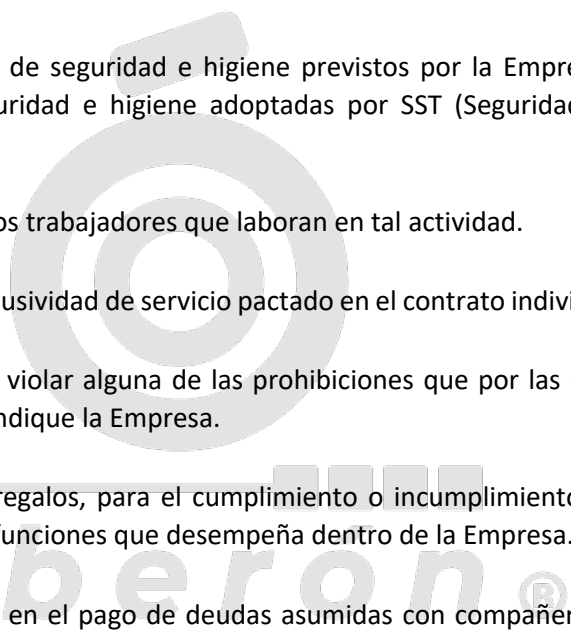 de seguridad e higiene previstos por la Empre
uridad e higiene adoptadas por SST (Seguridad
os trabajadores que laboran en tal actividad.
lusividad de servicio pactado en el contrato indivi
violar alguna de las prohibiciones que por las
ndique la Empresa.
regalos, para el cumplimiento o incumplimiento
funciones que desempeña dentro de la Empresa.
berón ®
en el pago de deudas asumidas con compañer